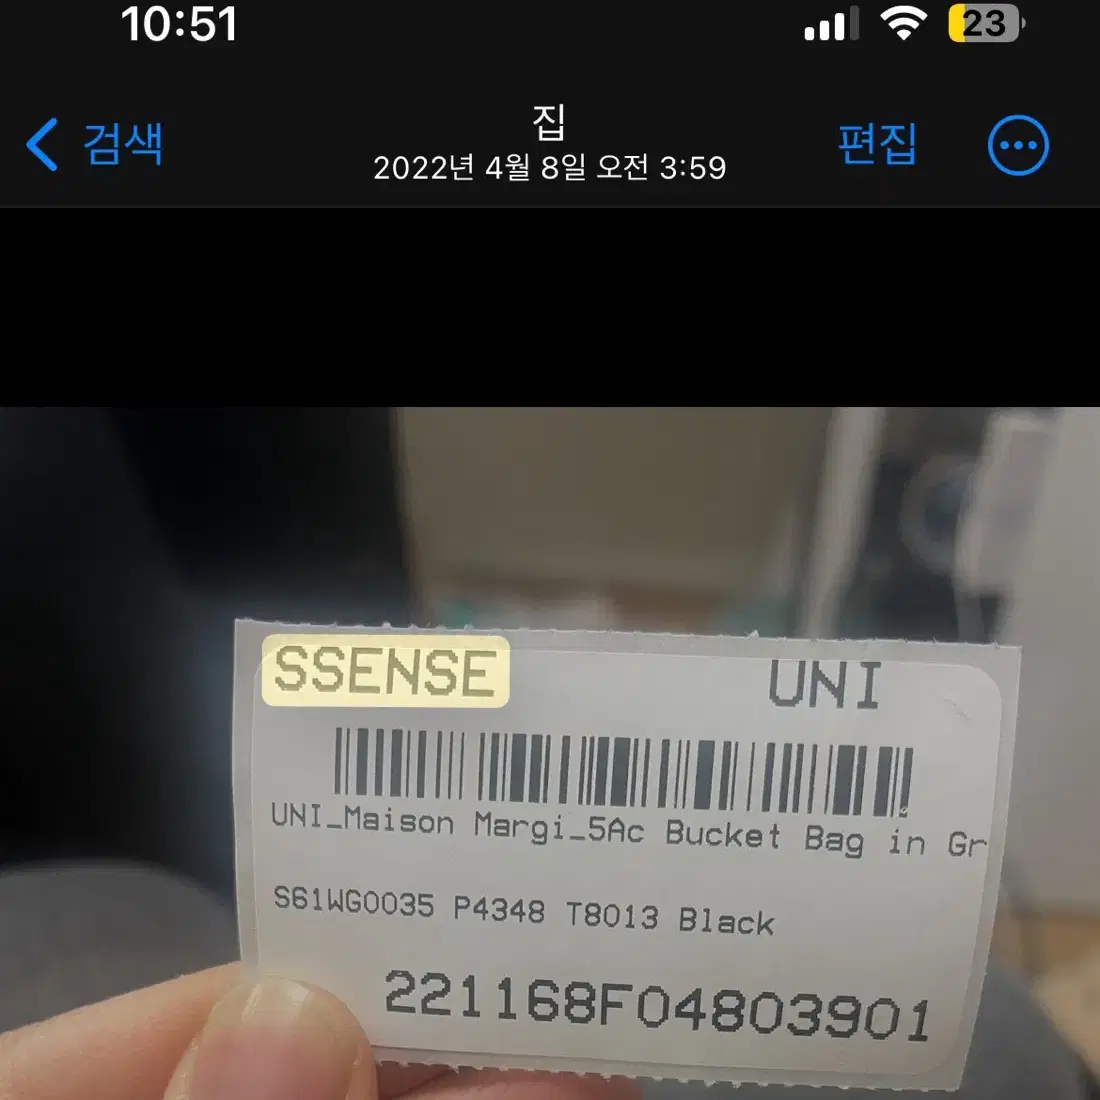 10:51
23
검색
집
2022년 4월 8일 오전 3:59
편집
SSENSE
UNI
UNI_Maison Margi_5Ac Bucket Bag in Gr
S61WG0035 P4348 T8013 Black
221168F04803901